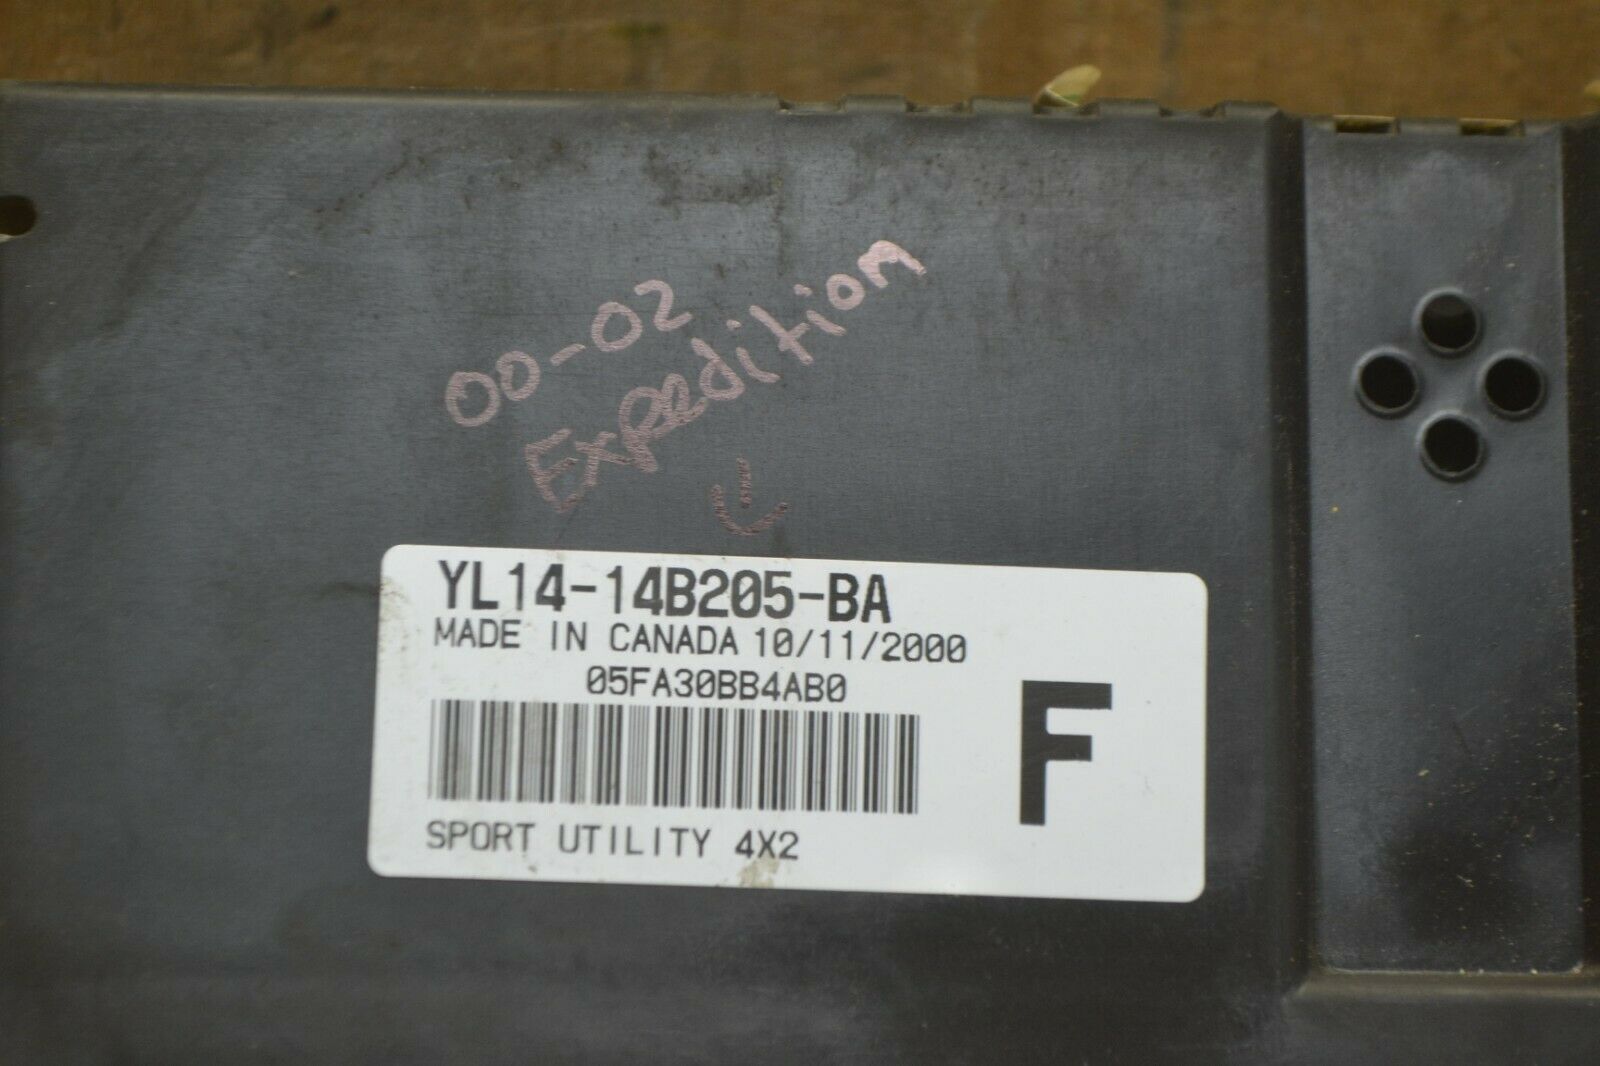 00-02
Expedition
YL14-14B205-BA
MADE IN CANADA 10/11/2000
05FA30BB4AB0
F
SPORT UTILITY 4X2